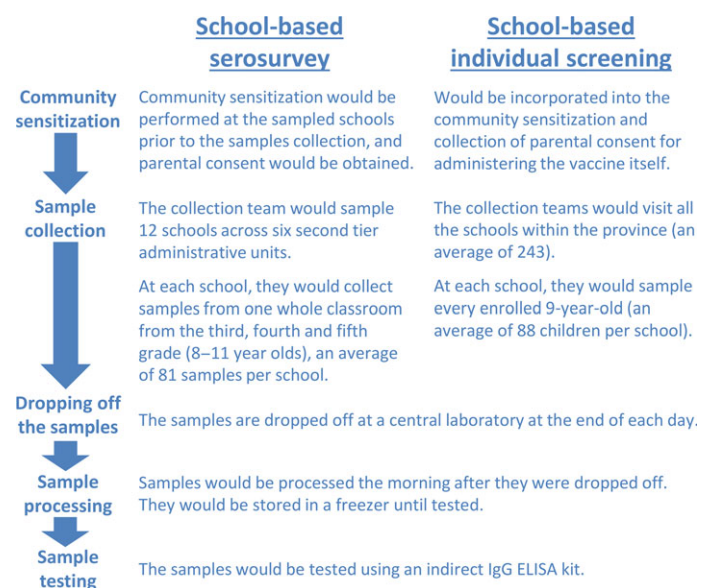 School-based
serosurvey
School-based
individual screening
Community
sensitization
Community sensitization would be
performed at the sampled schools
prior to the samples collection, and
parental consent would be obtained.
Would be incorporated into the
community sensitization and
collection of parental consent for
administering the vaccine itself.
Sample
collection
The collection team would sample
12 schools across six second tier
administrative units.
At each school, they would collect
samples from one whole classroom
from the third, fourth and fifth
grade (8–11 year olds), an average
of 81 samples per school.
The collection teams would visit all
the schools within the province (an
average of 243).
At each school, they would sample
every enrolled 9-year-old (an
average of 88 children per school).
Dropping off
the samples
The samples are dropped off at a central laboratory at the end of each day.
Sample
processing
Samples would be processed the morning after they were dropped off.
They would be stored in a freezer until tested.
Sample
testing
The samples would be tested using an indirect IgG ELISA kit.